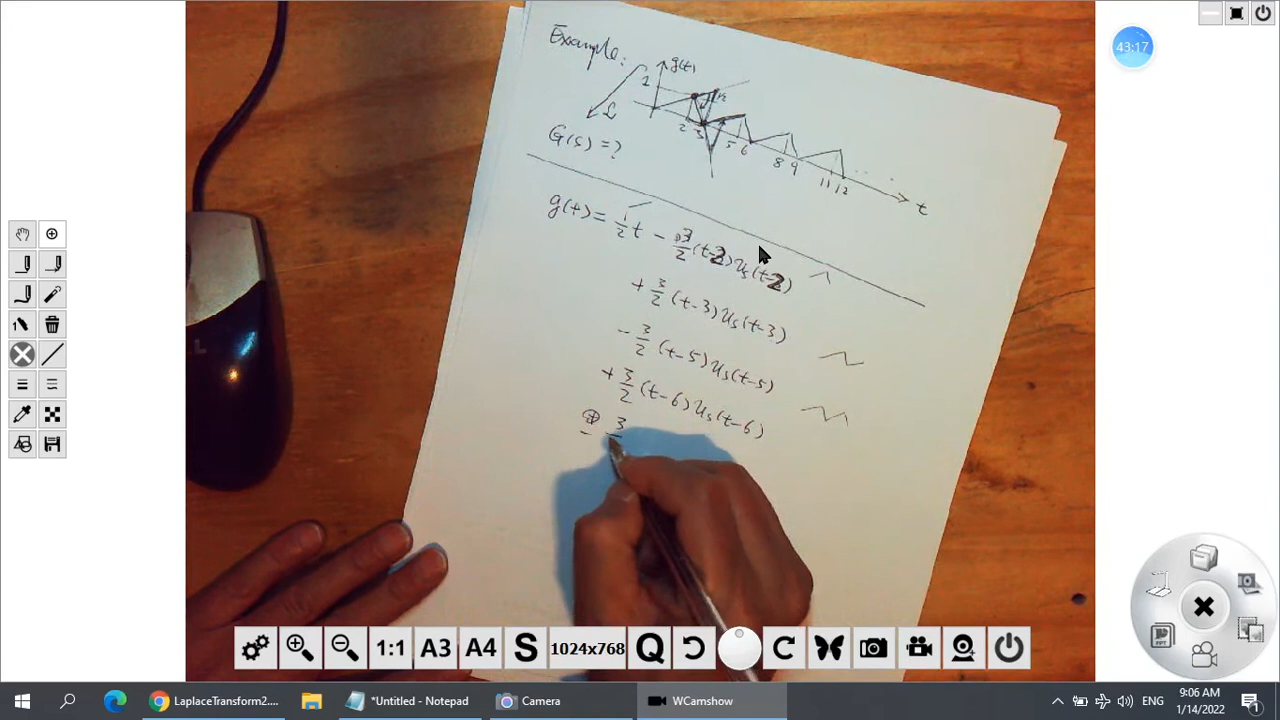 43:17
Example:
g(t)
1
L
2 3 5 6 8 9 11 12 ...
t
G(s) = ?
g(t) = 1/2 t - 3/2 (t-2) us(t-2)
+ 3/2 (t-3) us(t-3)
- 3/2 (t-5) us(t-5)
+ 3/2 (t-6) us(t-6)
3
1:1 A3 A4 S 1024x768 Q
LaplaceTransform2....
*Untitled - Notepad
Camera
WCamshow
ENG
9:06 AM
1/14/2022